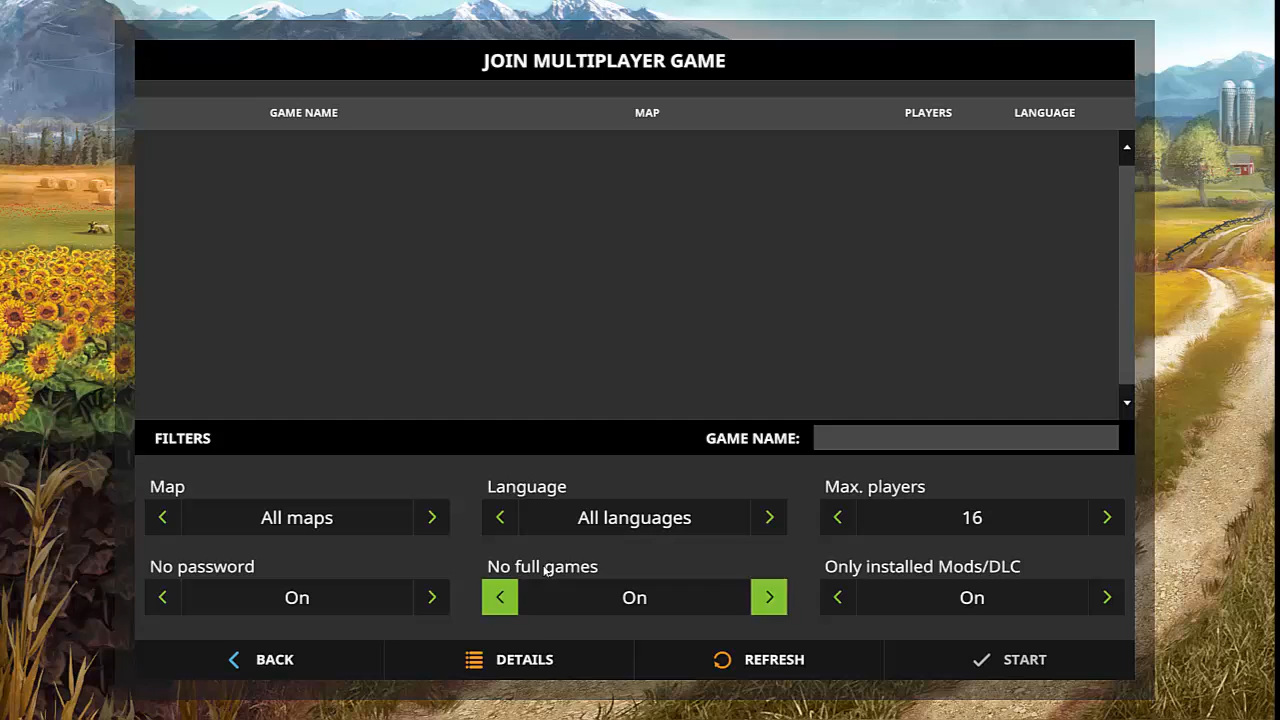 JOIN MULTIPLAYER GAME
GAME NAME MAP PLAYERS LANGUAGE
FILTERS GAME NAME:
Map Language Max. players
All maps All languages 16
No password No full games Only installed Mods/DLC
On On On
BACK DETAILS REFRESH START